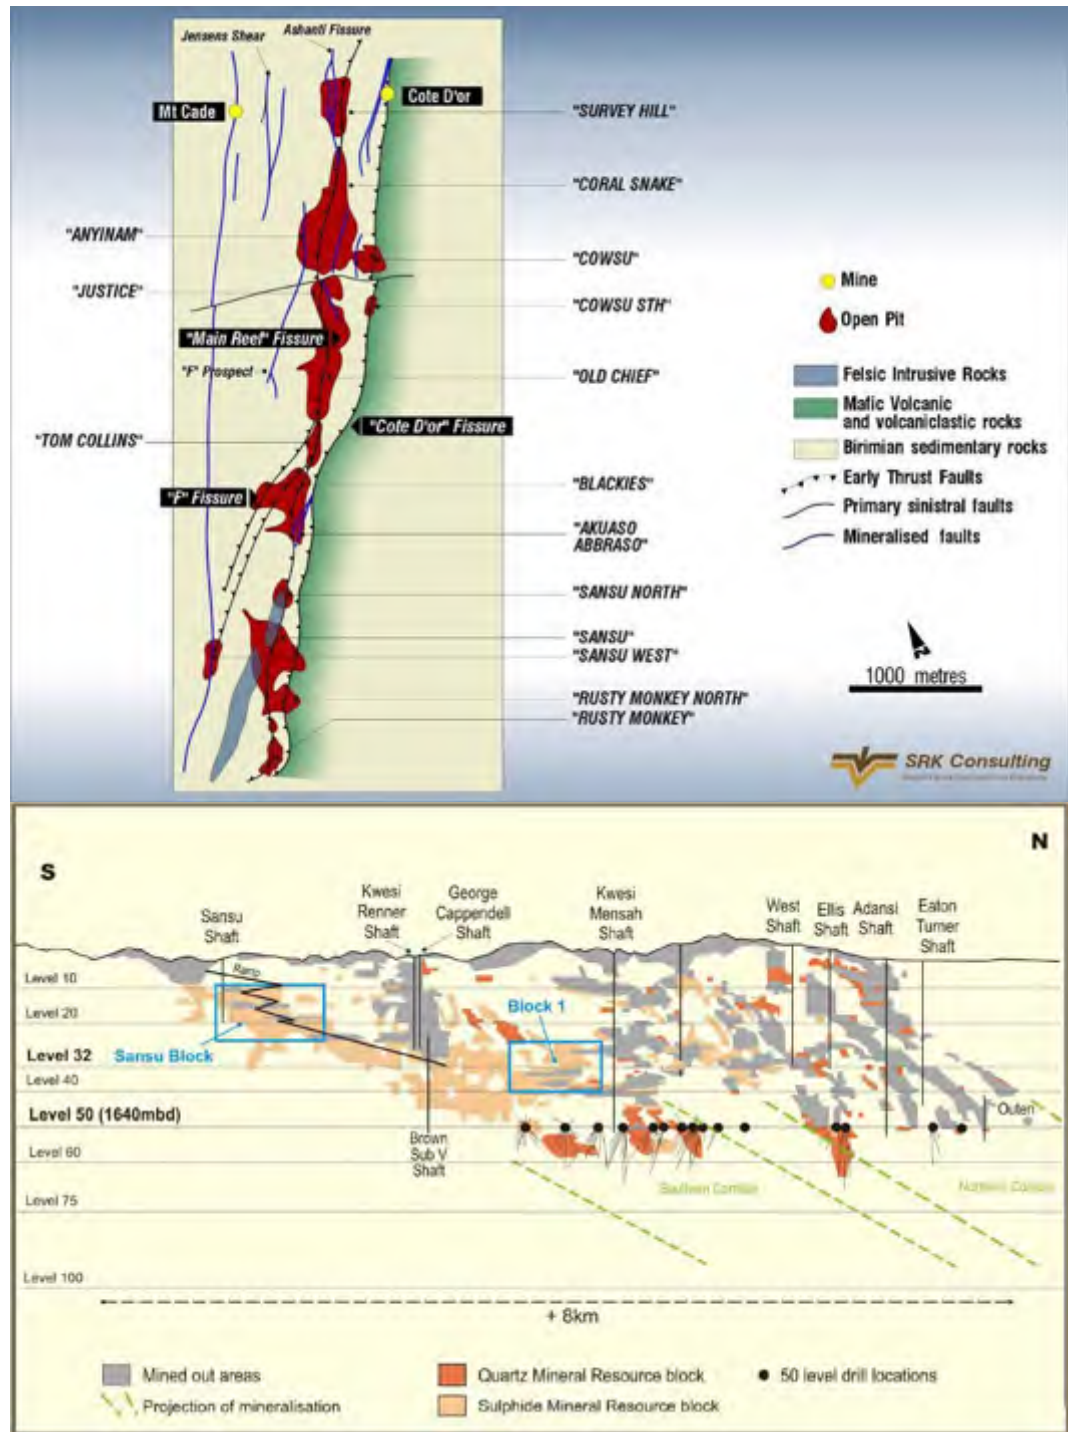 Jensens Shear
Ashanti Fissure
Mt Cade
Cote D'or
"SURVEY HILL"
"CORAL SNAKE"
"ANYINAM"
"COWSU"
"JUSTICE"
"COWSU STH"
"Main Reef" Fissure
"F" Prospect
"OLD CHIEF"
"Cote D'or" Fissure
"TOM COLLINS"
"BLACKIES"
"F" Fissure
"AKUASO
ABBRASO"
"SANSU NORTH"
"SANSU"
"SANSU WEST"
"RUSTY MONKEY NORTH"
"RUSTY MONKEY"
Mine
Open Pit
Felsic Intrusive Rocks
Mafic Volcanic
and volcaniclastic rocks
Birimian sedimentary rocks
Early Thrust Faults
Primary sinistral faults
Mineralised faults
N
1000 metres
SRK Consulting
S
N
Sansu
Shaft
Kwesi
Renner
Shaft
George
Cappendell
Shaft
Kwesi
Mensah
Shaft
West
Shaft
Ellis
Shaft
Adansi
Shaft
Eaton
Turner
Shaft
Ramp
Level 10
Level 20
Level 32
Level 40
Level 50 (1640mbd)
Level 60
Level 75
Level 100
Sansu Block
Block 1
Brown
Sub V
Shaft
Outen
Southern Corridor
Northern Corridor
+ 8km
Mined out areas
Projection of mineralisation
Quartz Mineral Resource block
Sulphide Mineral Resource block
50 level drill locations